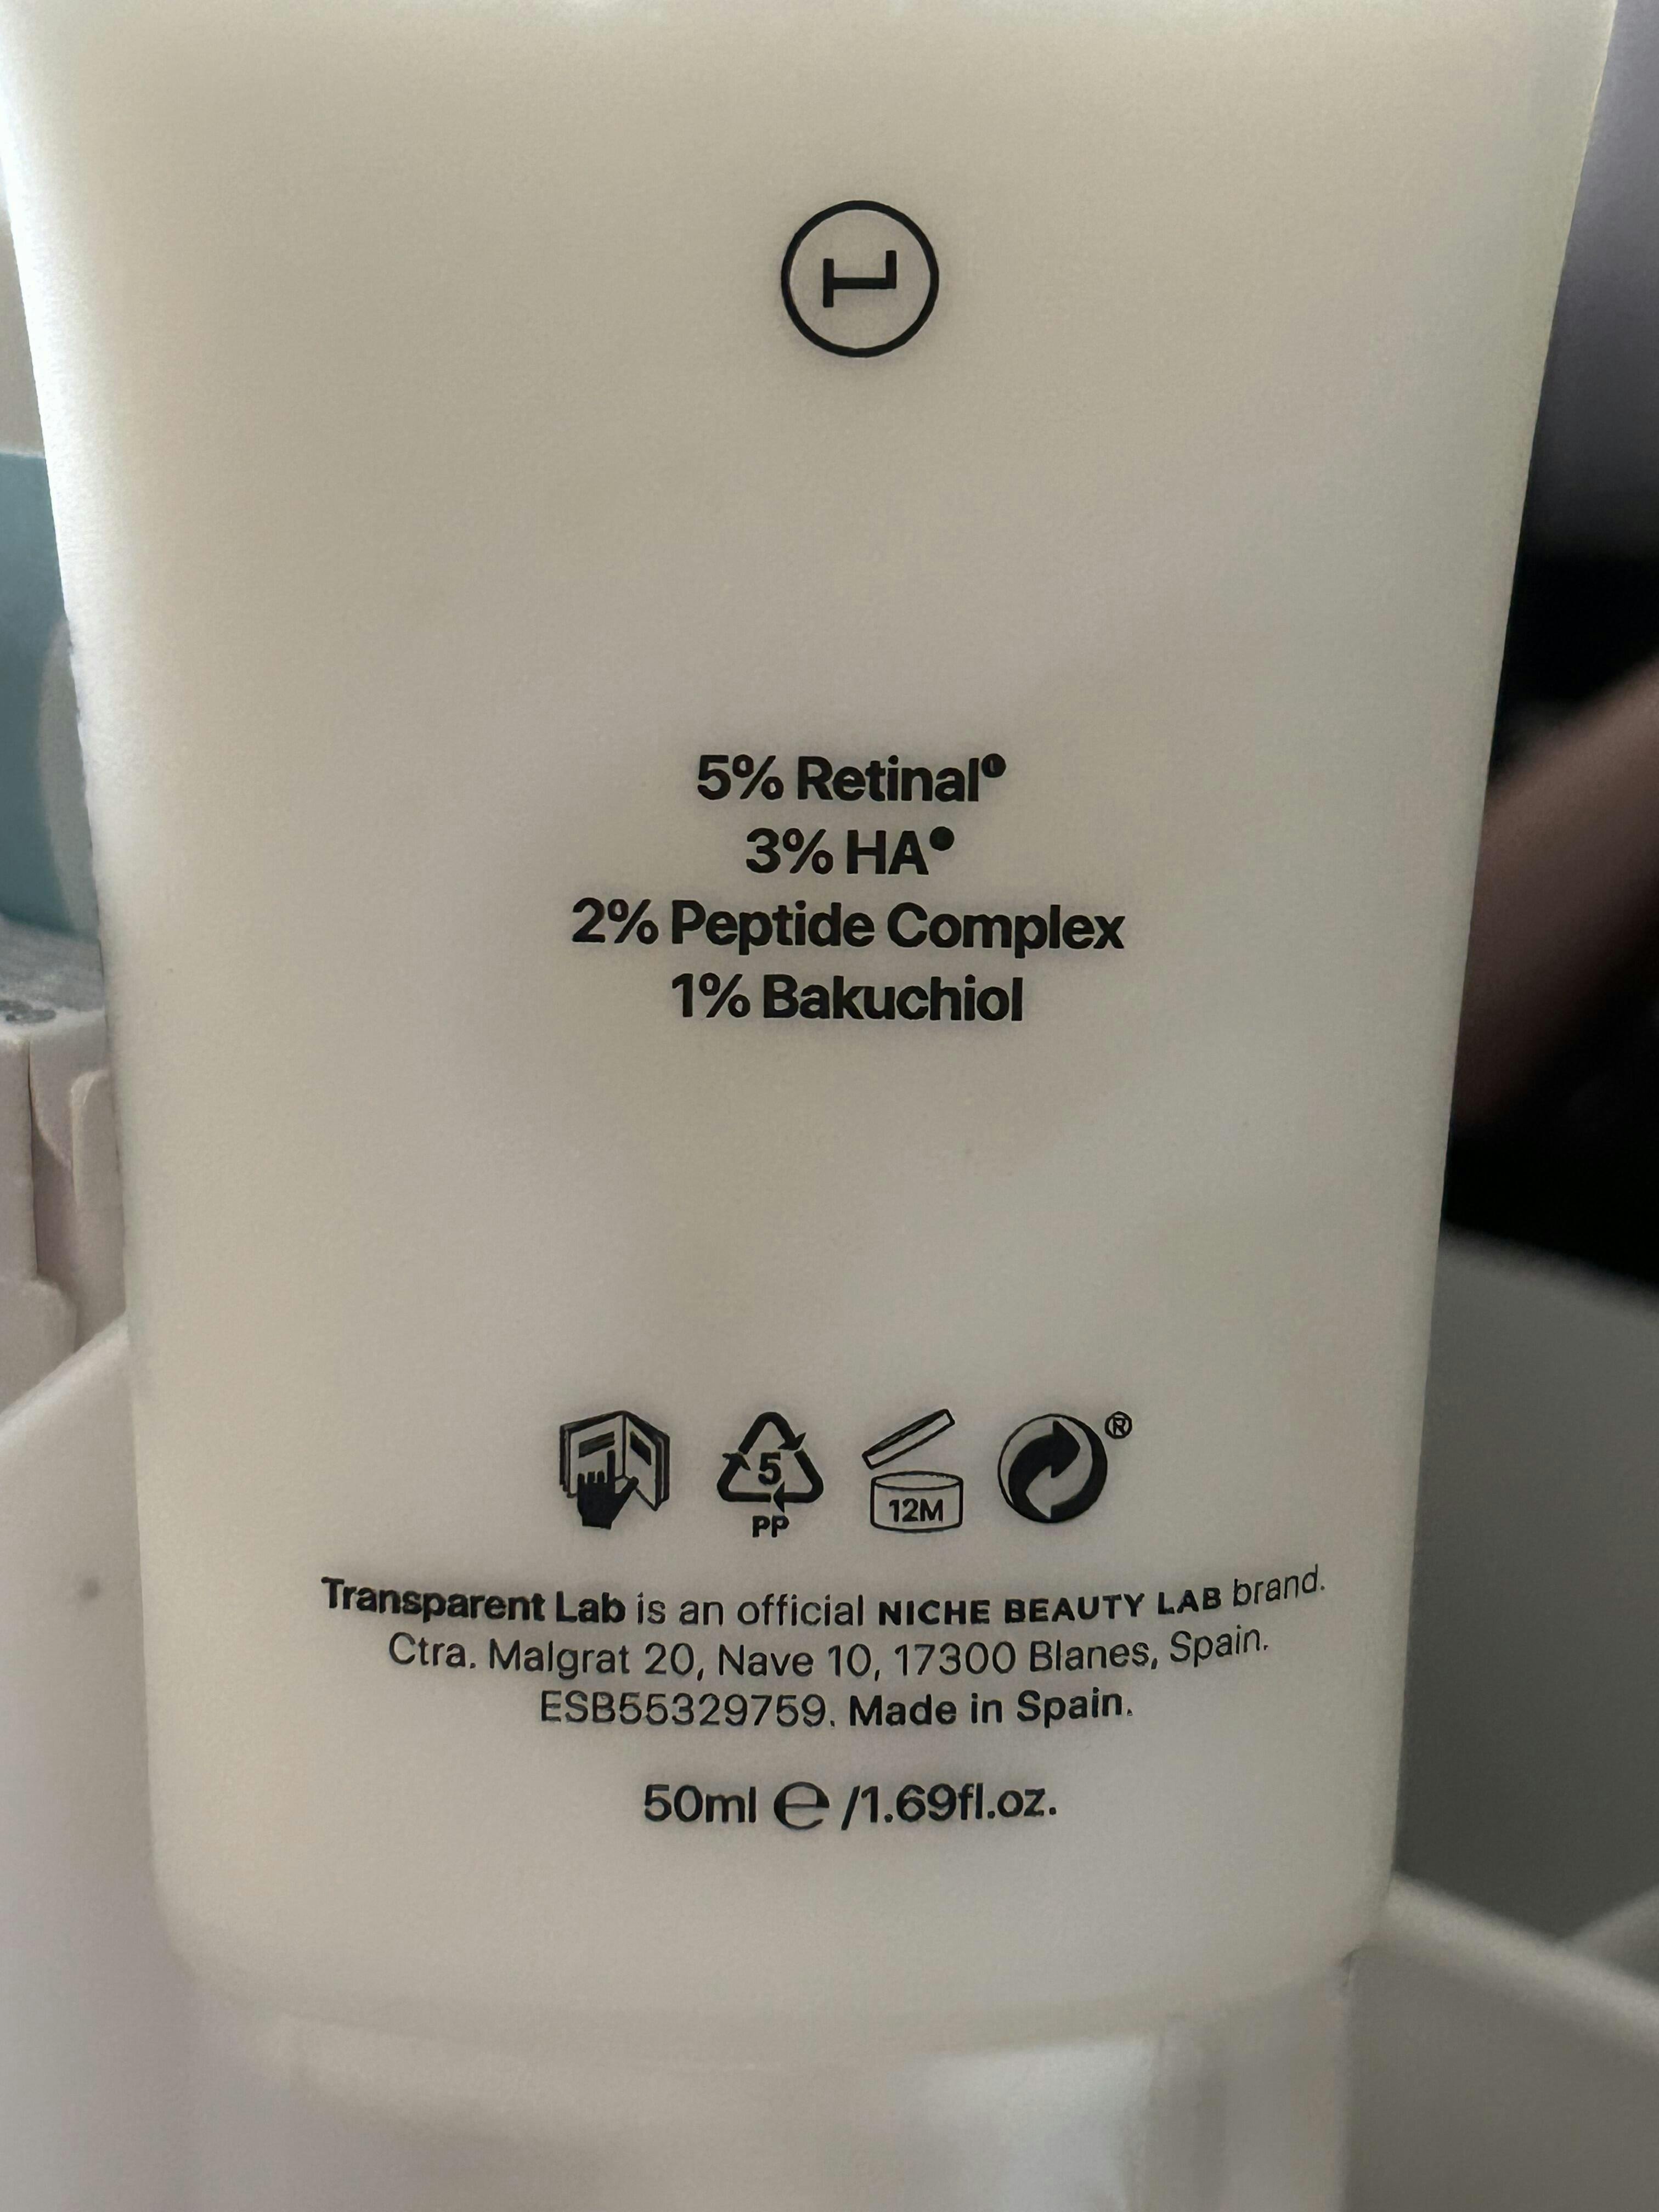 TL
5% Retinal
3% HA
2% Peptide Complex
1% Bakuchiol
5
PP
12M
®
Transparent Lab is an official NICHE BEAUTY LAB brand.
Ctra. Malgrat 20, Nave 10, 17300 Blanes, Spain.
ESB55329759. Made in Spain.
50ml ℮ /1.69fl.oz.